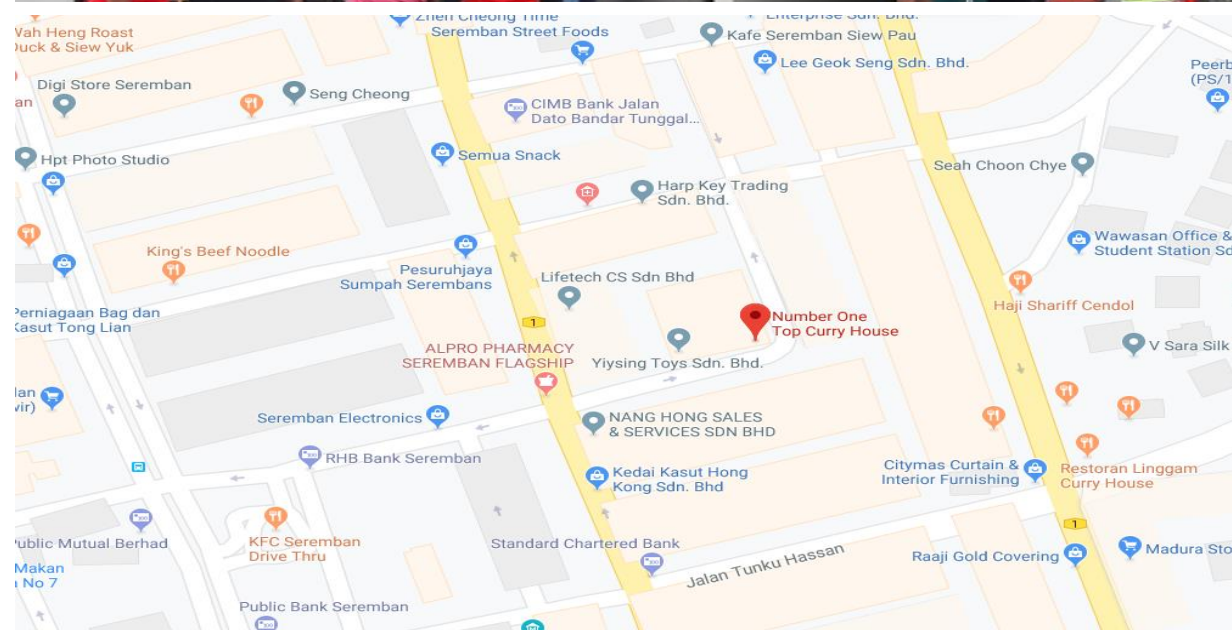 Zhen Cheong Time
Seremban Street Foods
Enterprise Sdn. Bhd.
Kafe Seremban Siew Pau
Wah Heng Roast
Duck & Siew Yuk
Lee Geok Seng Sdn. Bhd.
Peerb
(PS/1
Digi Store Seremban
an
Seng Cheong
CIMB Bank Jalan
Dato Bandar Tunggal...
Hpt Photo Studio
Semua Snack
Seah Choon Chye
Harp Key Trading
Sdn. Bhd.
King's Beef Noodle
Pesuruhjaya
Sumpah Serembans
Lifetech CS Sdn Bhd
Wawasan Office &
Student Station Sd
Haji Shariff Cendol
Perniagaan Bag dan
Kasut Tong Lian
1
Number One
Top Curry House
ALPRO PHARMACY
SEREMBAN FLAGSHIP
Yiysing Toys Sdn. Bhd.
V Sara Silk
lan
wir)
Seremban Electronics
NANG HONG SALES
& SERVICES SDN BHD
RHB Bank Seremban
Kedai Kasut Hong
Kong Sdn. Bhd
Citymas Curtain &
Interior Furnishing
Restoran Linggam
Curry House
1
Public Mutual Berhad
KFC Seremban
Drive Thru
Standard Chartered Bank
Jalan Tunku Hassan
Raaji Gold Covering
Madura Sto
Makan
No 7
Public Bank Seremban